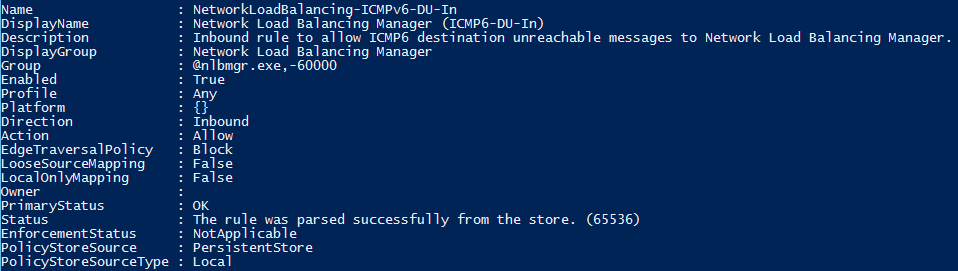 Name                  : NetworkLoadBalancing-ICMPv6-DU-In
DisplayName           : Network Load Balancing Manager (ICMP6-DU-In)
Description           : Inbound rule to allow ICMP6 destination unreachable messages to Network Load Balancing Manager.
DisplayGroup          : Network Load Balancing Manager
Group                 : @nlbmgr.exe,-60000
Enabled               : True
Profile               : Any
Platform              : {}
Direction             : Inbound
Action                : Allow
EdgeTraversalPolicy   : Block
LooseSourceMapping    : False
LocalOnlyMapping      : False
Owner                 :
PrimaryStatus         : OK
Status                : The rule was parsed successfully from the store. (65536)
EnforcementStatus     : NotApplicable
PolicyStoreSource     : PersistentStore
PolicyStoreSourceType : Local